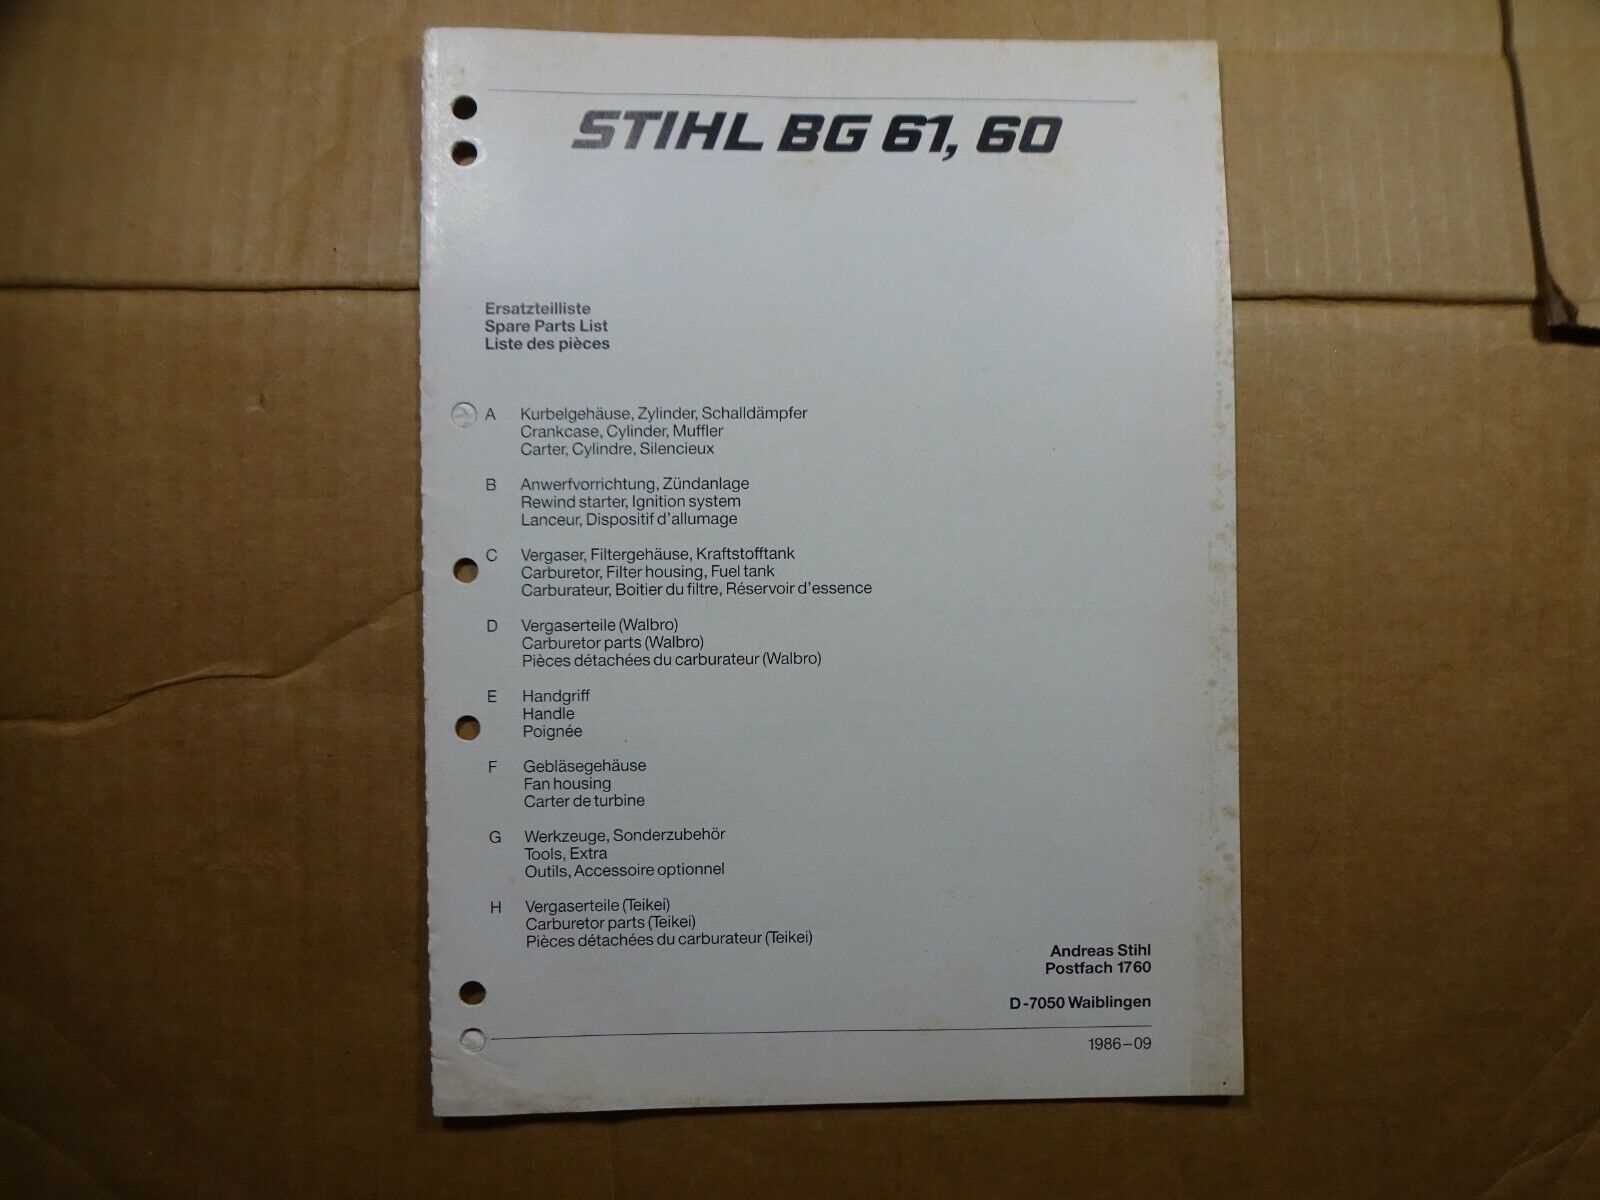 STIHL BG 61, 60
Ersatzteilliste
Spare Parts List
Liste des pièces
A Kurbelgehäuse, Zylinder, Schalldämpfer
Crankcase, Cylinder, Muffler
Carter, Cylindre, Silencieux
B Anwerfvorrichtung, Zündanlage
Rewind starter, Ignition system
Lanceur, Dispositif d'allumage
C Vergaser, Filtergehäuse, Kraftstofftank
Carburetor, Filter housing, Fuel tank
Carburateur, Boitier du filtre, Réservoir d'essence
D Vergaserteile (Walbro)
Carburetor parts (Walbro)
Pièces détachées du carburateur (Walbro)
E Handgriff
Handle
Poignée
F Gebläsegehäuse
Fan housing
Carter de turbine
G Werkzeuge, Sonderzubehör
Tools, Extra
Outils, Accessoire optionnel
H Vergaserteile (Teikei)
Carburetor parts (Teikei)
Pièces détachées du carburateur (Teikei)
Andreas Stihl
Postfach 1760
D-7050 Waiblingen
1986–09